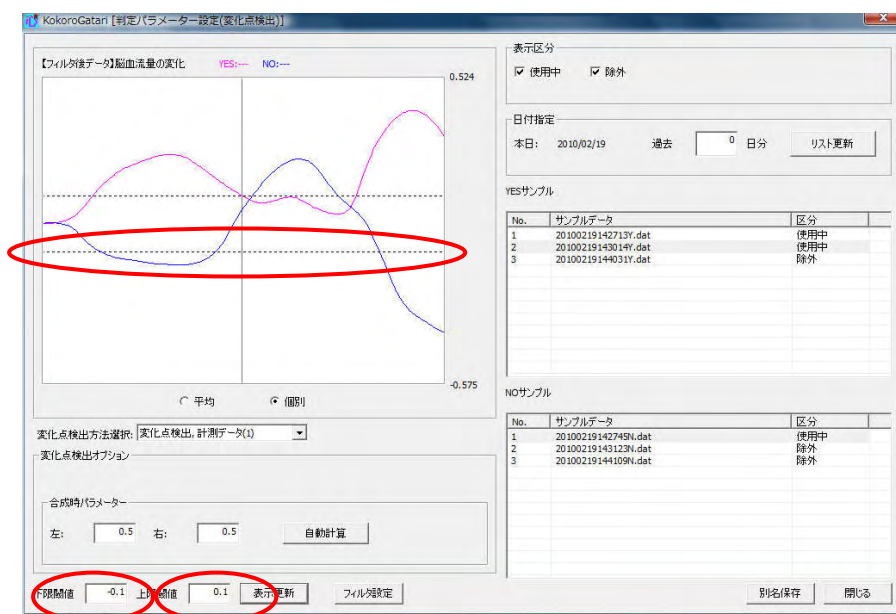 KokoroGatari [判定パラメーター設定(変化点検出)]
【フィルタ後データ】脳血流量の変化 YES:--- NO:---
0.524
-0.575
平均 個別
変化点検出方法選択: 変化点検出,計測データ(1)
変化点検出オプション
合成時パラメーター
左: 0.5 右: 0.5 自動計算
下限閾値 -0.1 上限閾値 0.1 表示更新 フィルタ設定
表示区分
使用中 除外
日付指定
本日: 2010/02/19 過去 0 日分 リスト更新
YESサンプル
No. サンプルデータ 区分
1 20100219142713Y.dat 使用中
2 20100219143014Y.dat 使用中
3 20100219144031Y.dat 除外
NOサンプル
No. サンプルデータ 区分
1 20100219142745N.dat 使用中
2 20100219143123N.dat 除外
3 20100219144109N.dat 除外
別名保存 閉じる